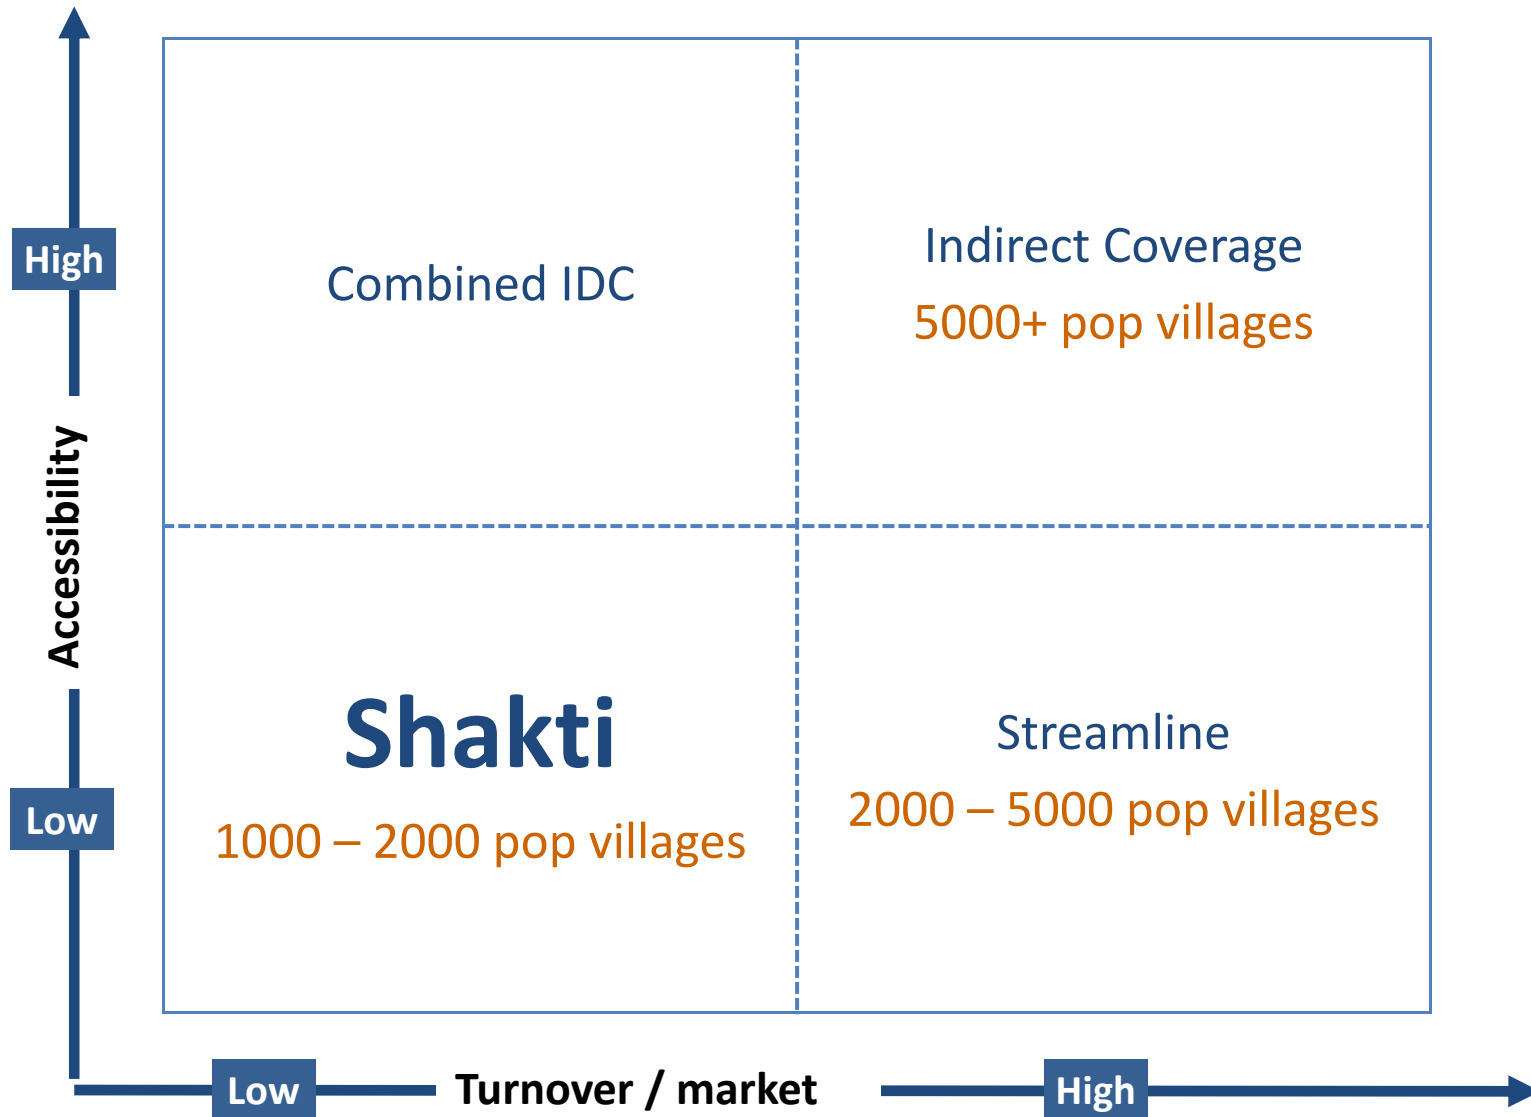 High
Combined IDC
Indirect Coverage
5000+ pop villages
Accessibility
Low
Shakti
1000 – 2000 pop villages
Streamline
2000 – 5000 pop villages
Low
Turnover / market
High